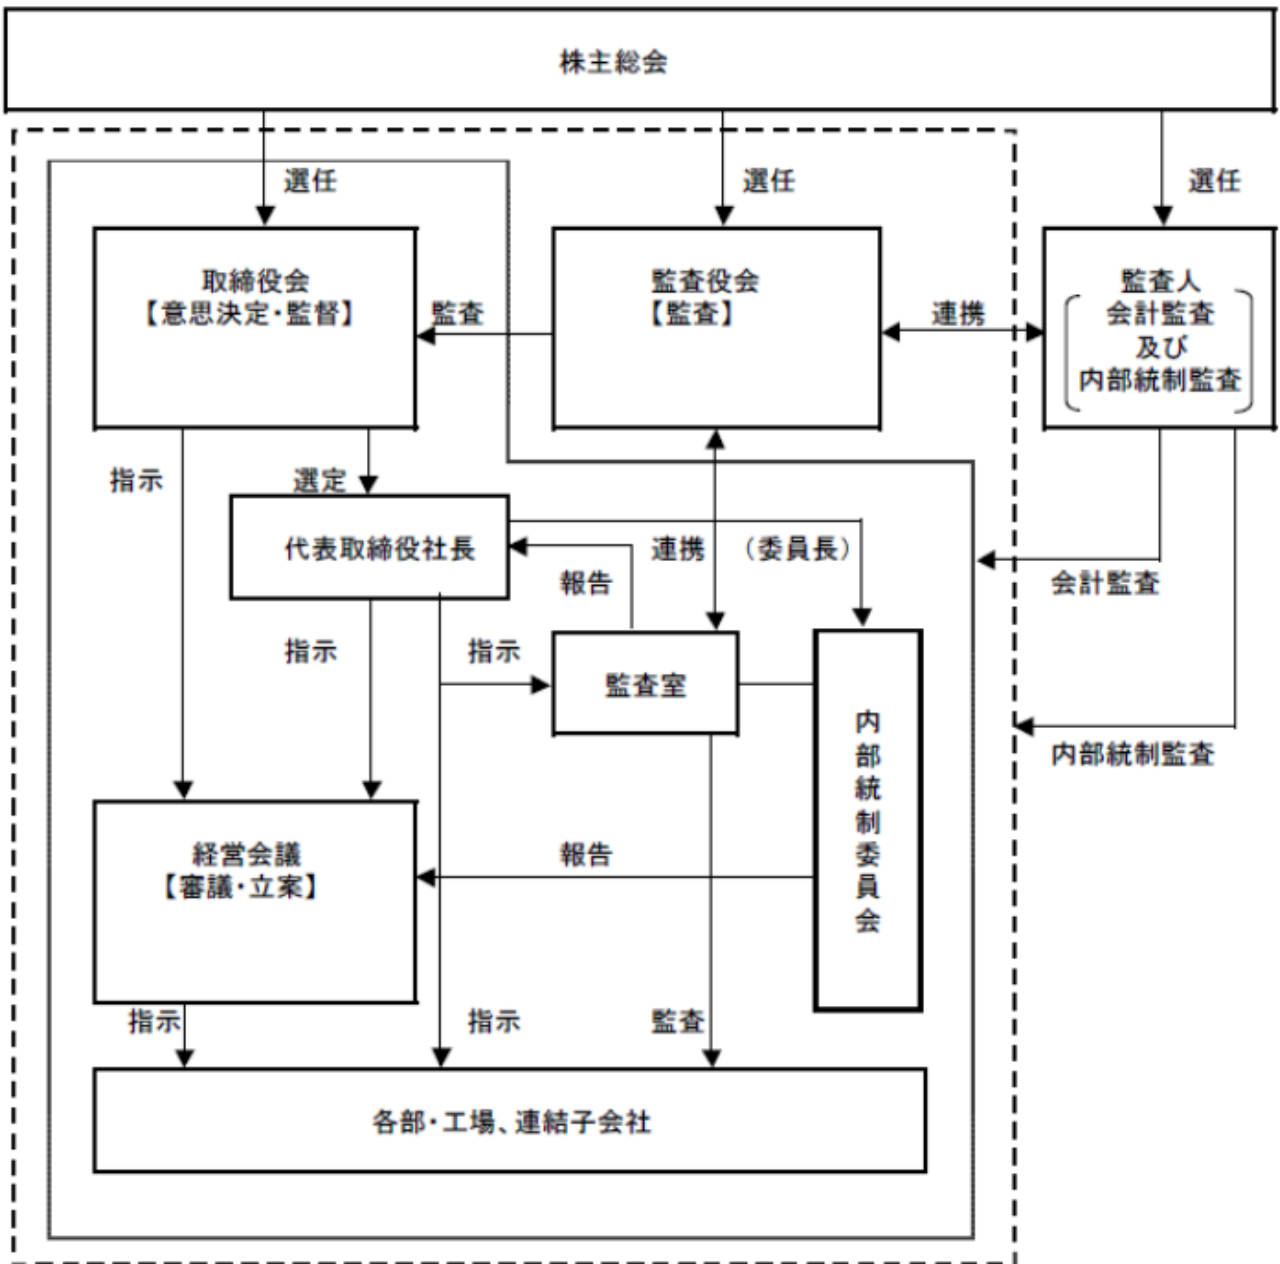 株主総会
選任
選任
選任
取締役会
【意思決定・監督】
監査
監査役会
【監査】
連携
監査人
会計監査
及び
内部統制監査
指示
選定
代表取締役社長
報告
連携
（委員長）
会計監査
指示
指示
監査室
内部統制委員会
内部統制監査
経営会議
【審議・立案】
報告
指示
指示
監査
各部・工場、連結子会社